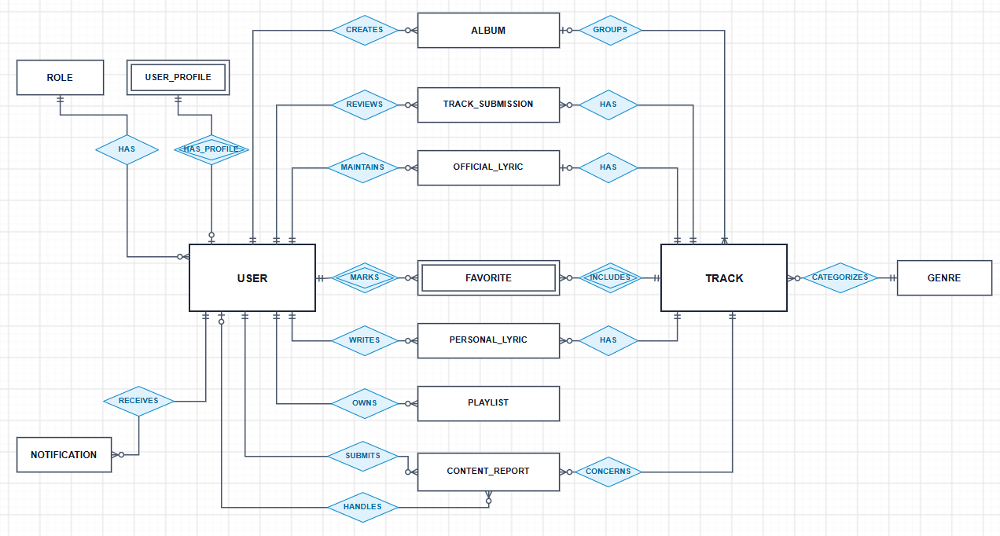 CREATES
ALBUM
GROUPS
ROLE
USER_PROFILE
REVIEWS
TRACK_SUBMISSION
HAS
HAS
HAS_PROFILE
MAINTAINS
OFFICIAL_LYRIC
HAS
USER
MARKS
FAVORITE
INCLUDES
TRACK
CATEGORIZES
GENRE
WRITES
PERSONAL_LYRIC
HAS
RECEIVES
OWNS
PLAYLIST
NOTIFICATION
SUBMITS
CONTENT_REPORT
CONCERNS
HANDLES